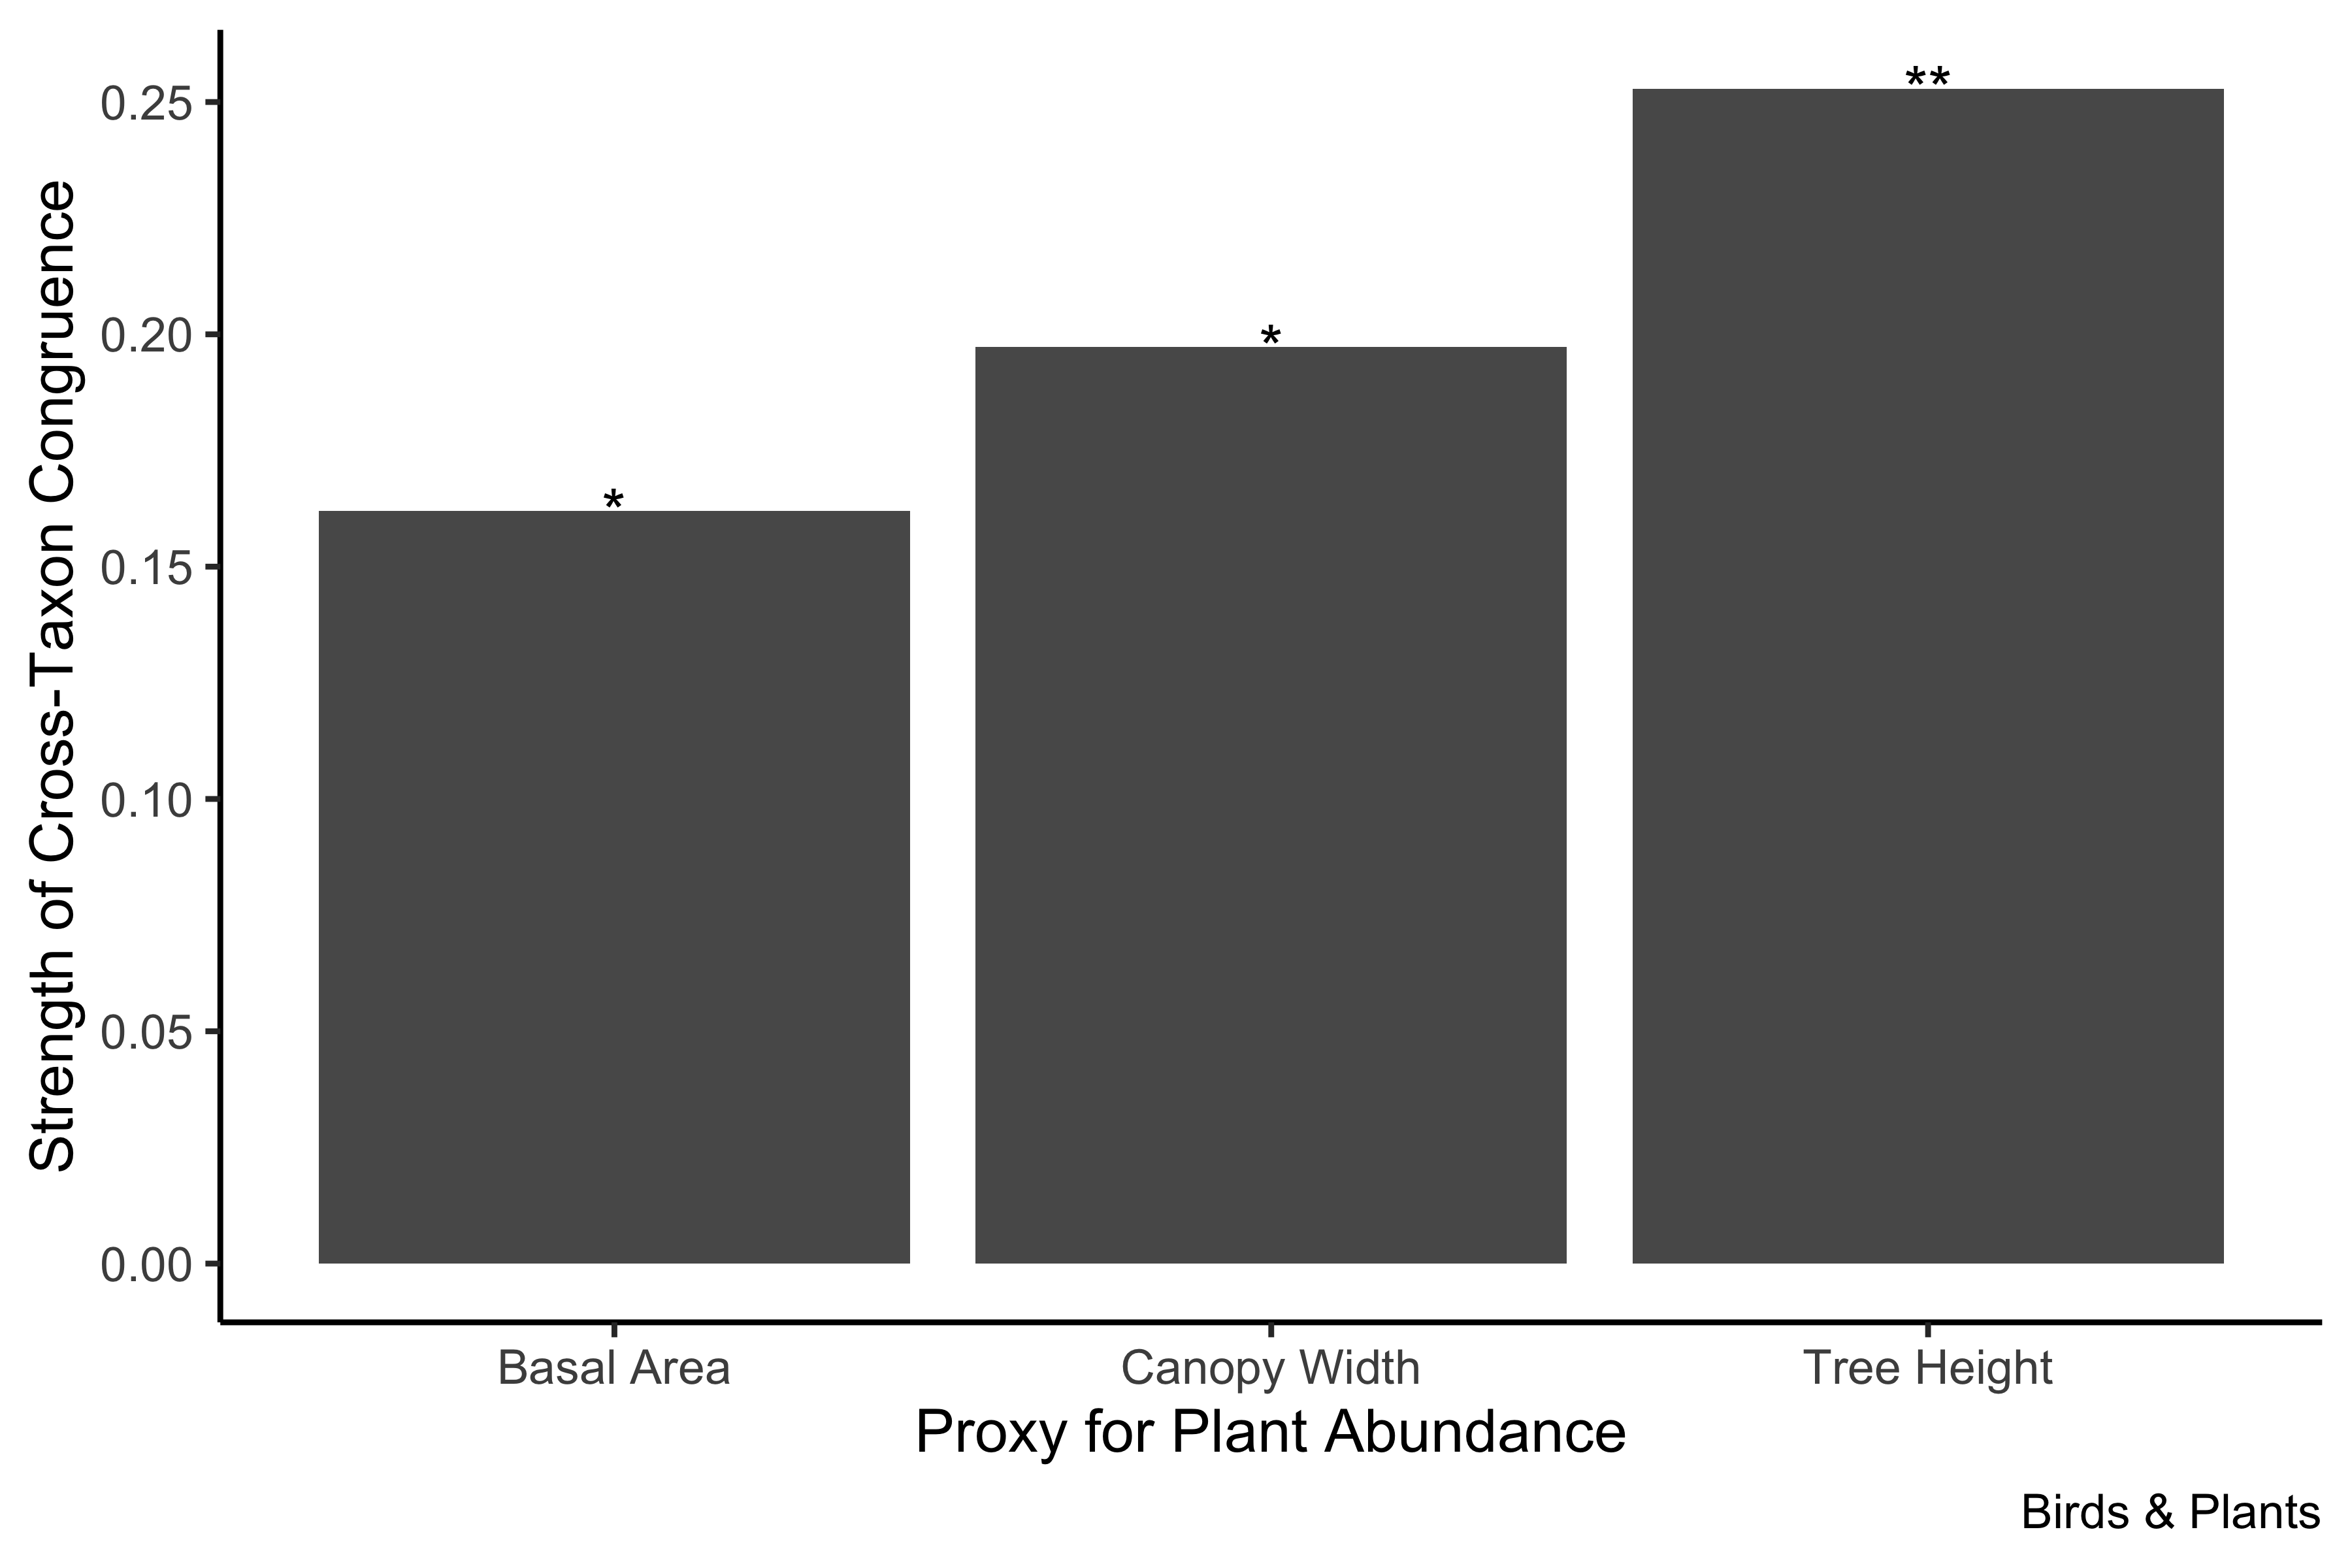 Strength of Cross-Taxon Congruence
0.25
0.20
0.15
0.10
0.05
0.00
*
*
**
Basal Area
Canopy Width
Tree Height
Proxy for Plant Abundance
Birds & Plants